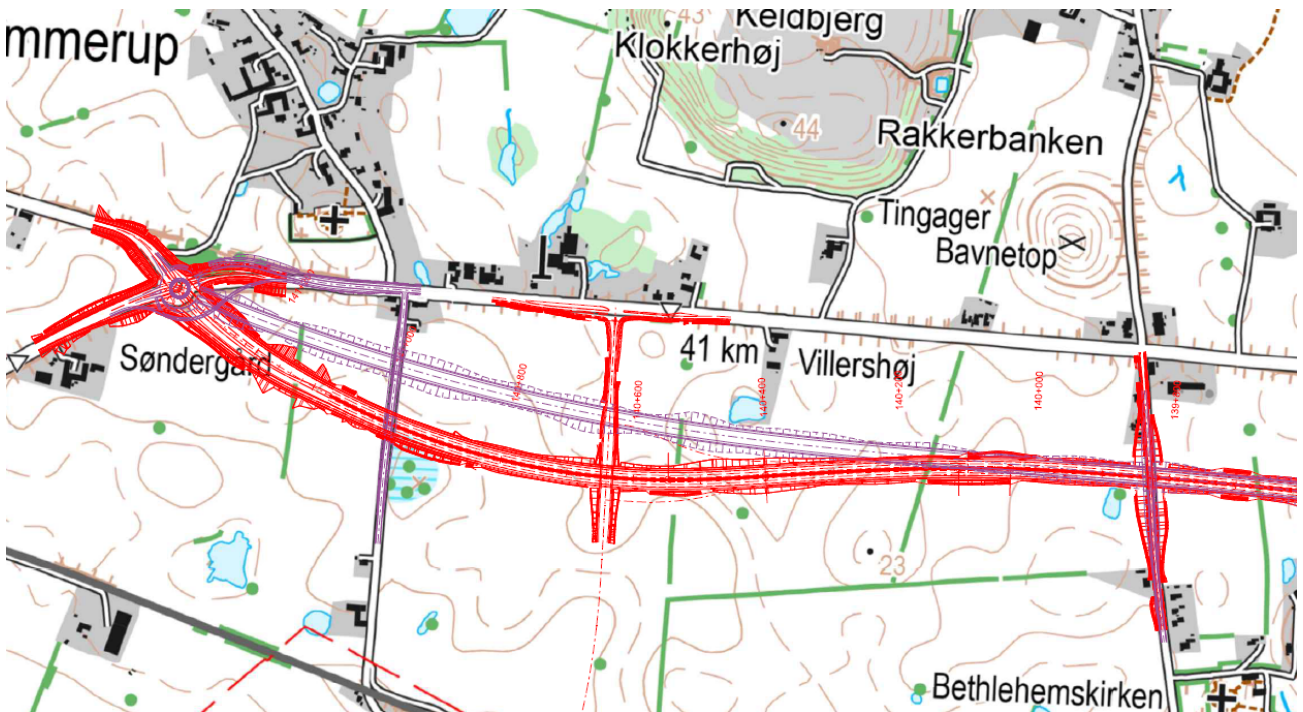 mmerup
43
Keldbjerg
Klokkerhøj
44
Rakkerbanken
Tingager
Bavnetop
Søndergård
41 km
Villershøj
140+600
140+400
140+200
140+000
23
Bethlehemskirken